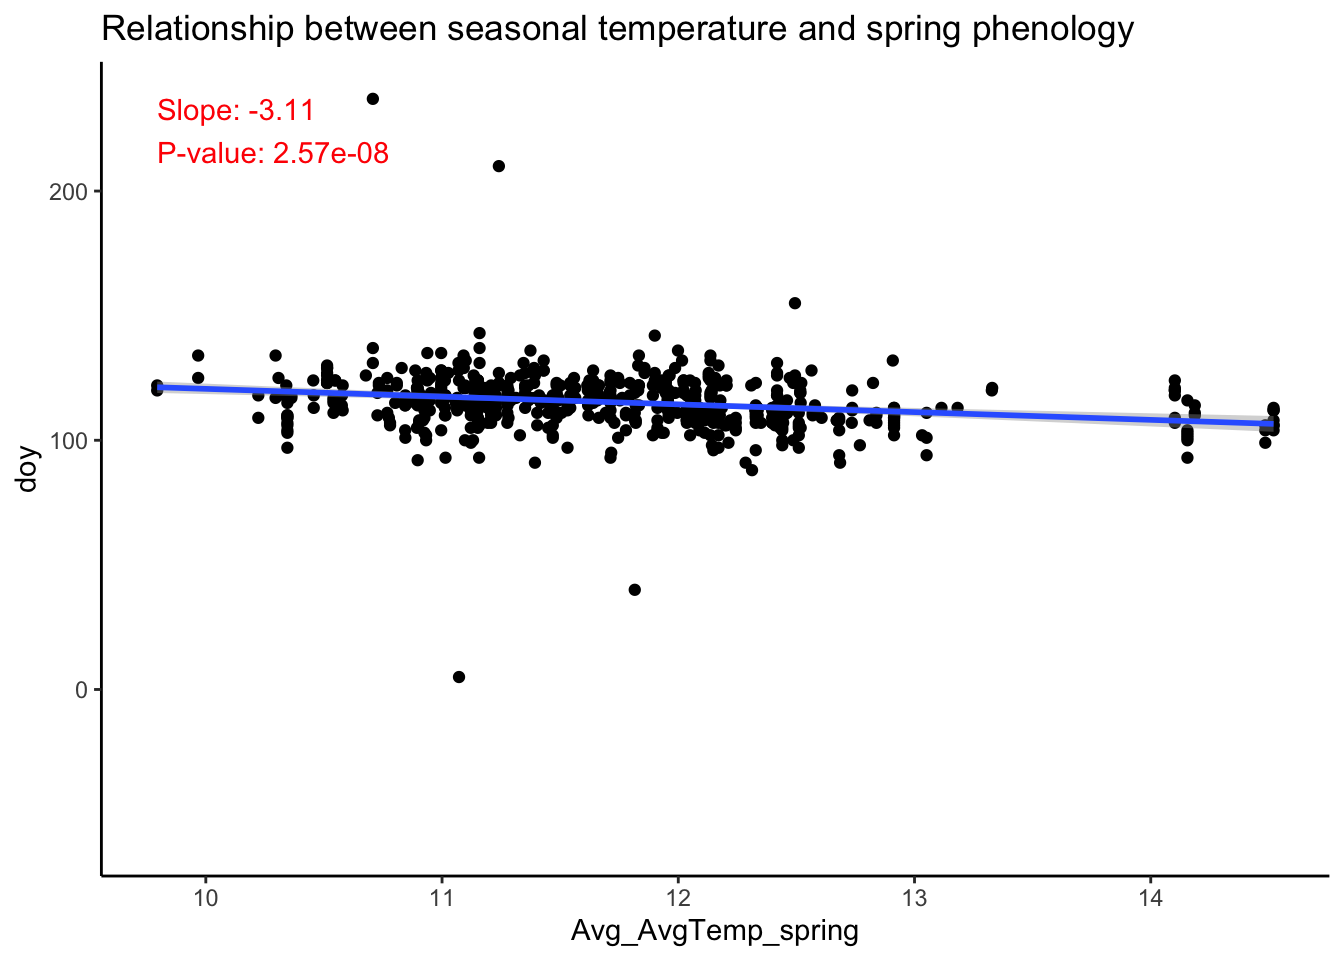 Relationship between seasonal temperature and spring phenology
Slope: -3.11
P-value: 2.57e-08
200
100
0
doy
10 11 12 13 14
Avg_AvgTemp_spring